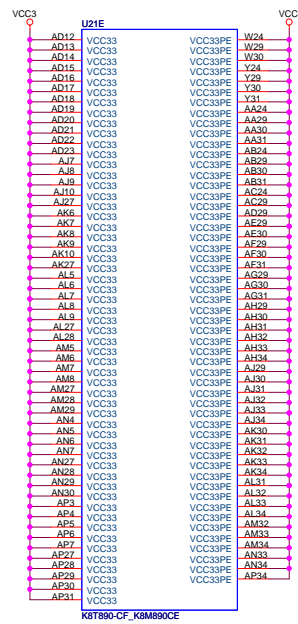 VCC3 VCC
U21E
AD12 VCC33 VCC33PE W24
AD13 VCC33 VCC33PE W29
AD14 VCC33 VCC33PE W30
AD15 VCC33 VCC33PE Y24
AD16 VCC33 VCC33PE Y29
AD17 VCC33 VCC33PE Y30
AD18 VCC33 VCC33PE Y31
AD19 VCC33 VCC33PE AA24
AD20 VCC33 VCC33PE AA29
AD21 VCC33 VCC33PE AA30
AD22 VCC33 VCC33PE AA31
AD23 VCC33 VCC33PE AB24
AJ7 VCC33 VCC33PE AB29
AJ8 VCC33 VCC33PE AB30
AJ9 VCC33 VCC33PE AB31
AJ10 VCC33 VCC33PE AC24
AJ27 VCC33 VCC33PE AC29
AK6 VCC33 VCC33PE AD29
AK7 VCC33 VCC33PE AE29
AK8 VCC33 VCC33PE AE30
AK9 VCC33 VCC33PE AF29
AK10 VCC33 VCC33PE AF30
AK27 VCC33 VCC33PE AF31
AL5 VCC33 VCC33PE AG29
AL6 VCC33 VCC33PE AG30
AL7 VCC33 VCC33PE AG31
AL8 VCC33 VCC33PE AH29
AL9 VCC33 VCC33PE AH30
AL27 VCC33 VCC33PE AH31
AL28 VCC33 VCC33PE AH32
AM5 VCC33 VCC33PE AH33
AM6 VCC33 VCC33PE AH34
AM7 VCC33 VCC33PE AJ29
AM8 VCC33 VCC33PE AJ30
AM27 VCC33 VCC33PE AJ31
AM28 VCC33 VCC33PE AJ32
AM29 VCC33 VCC33PE AJ33
AN4 VCC33 VCC33PE AJ34
AN5 VCC33 VCC33PE AK30
AN6 VCC33 VCC33PE AK31
AN7 VCC33 VCC33PE AK32
AN27 VCC33 VCC33PE AK33
AN28 VCC33 VCC33PE AK34
AN29 VCC33 VCC33PE AL31
AN30 VCC33 VCC33PE AL32
AP3 VCC33 VCC33PE AL33
AP4 VCC33 VCC33PE AL34
AP5 VCC33 VCC33PE AM32
AP6 VCC33 VCC33PE AM33
AP7 VCC33 VCC33PE AM34
AP27 VCC33 VCC33PE AN33
AP28 VCC33 VCC33PE AN34
AP29 VCC33 VCC33PE AP34
AP30 VCC33
AP31 VCC33
K8T890-CF_K8M890CE